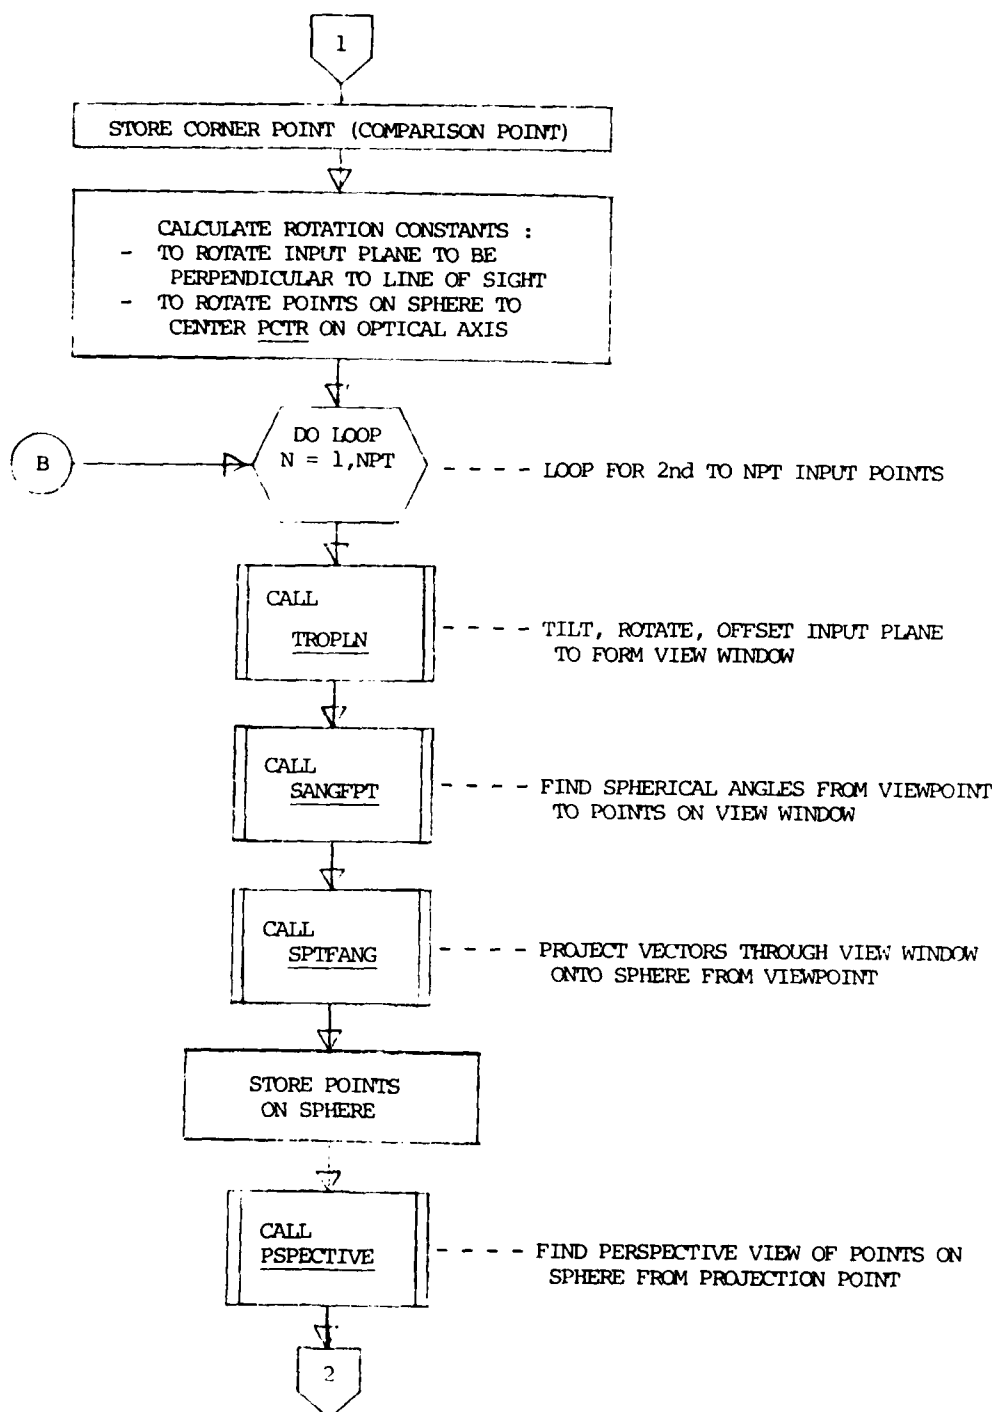 1
STORE CORNER POINT (COMPARISON POINT)
CALCULATE ROTATION CONSTANTS :
- TO ROTATE INPUT PLANE TO BE
PERPENDICULAR TO LINE OF SIGHT
- TO ROTATE POINTS ON SPHERE TO
CENTER PCTR ON OPTICAL AXIS
DO LOOP
N = 1,NPT
B
LOOP FOR 2nd TO NPT INPUT POINTS
CALL
TROPLN
TILT, ROTATE, OFFSET INPUT PLANE
TO FORM VIEW WINDOW
CALL
SANGFPT
FIND SPHERICAL ANGLES FROM VIEWPOINT
TO POINTS ON VIEW WINDOW
CALL
SPTFANG
PROJECT VECTORS THROUGH VIEW WINDOW
ONTO SPHERE FROM VIEWPOINT
STORE POINTS
ON SPHERE
CALL
PSPECTIVE
FIND PERSPECTIVE VIEW OF POINTS ON
SPHERE FROM PROJECTION POINT
2